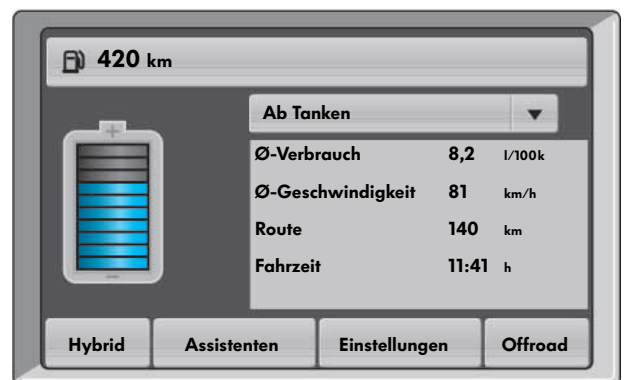 420 km
Ab Tanken
Ø-Verbrauch 8,2 l/100k
Ø-Geschwindigkeit 81 km/h
Route 140 km
Fahrzeit 11:41 h
Hybrid Assistenten Einstellungen Offroad